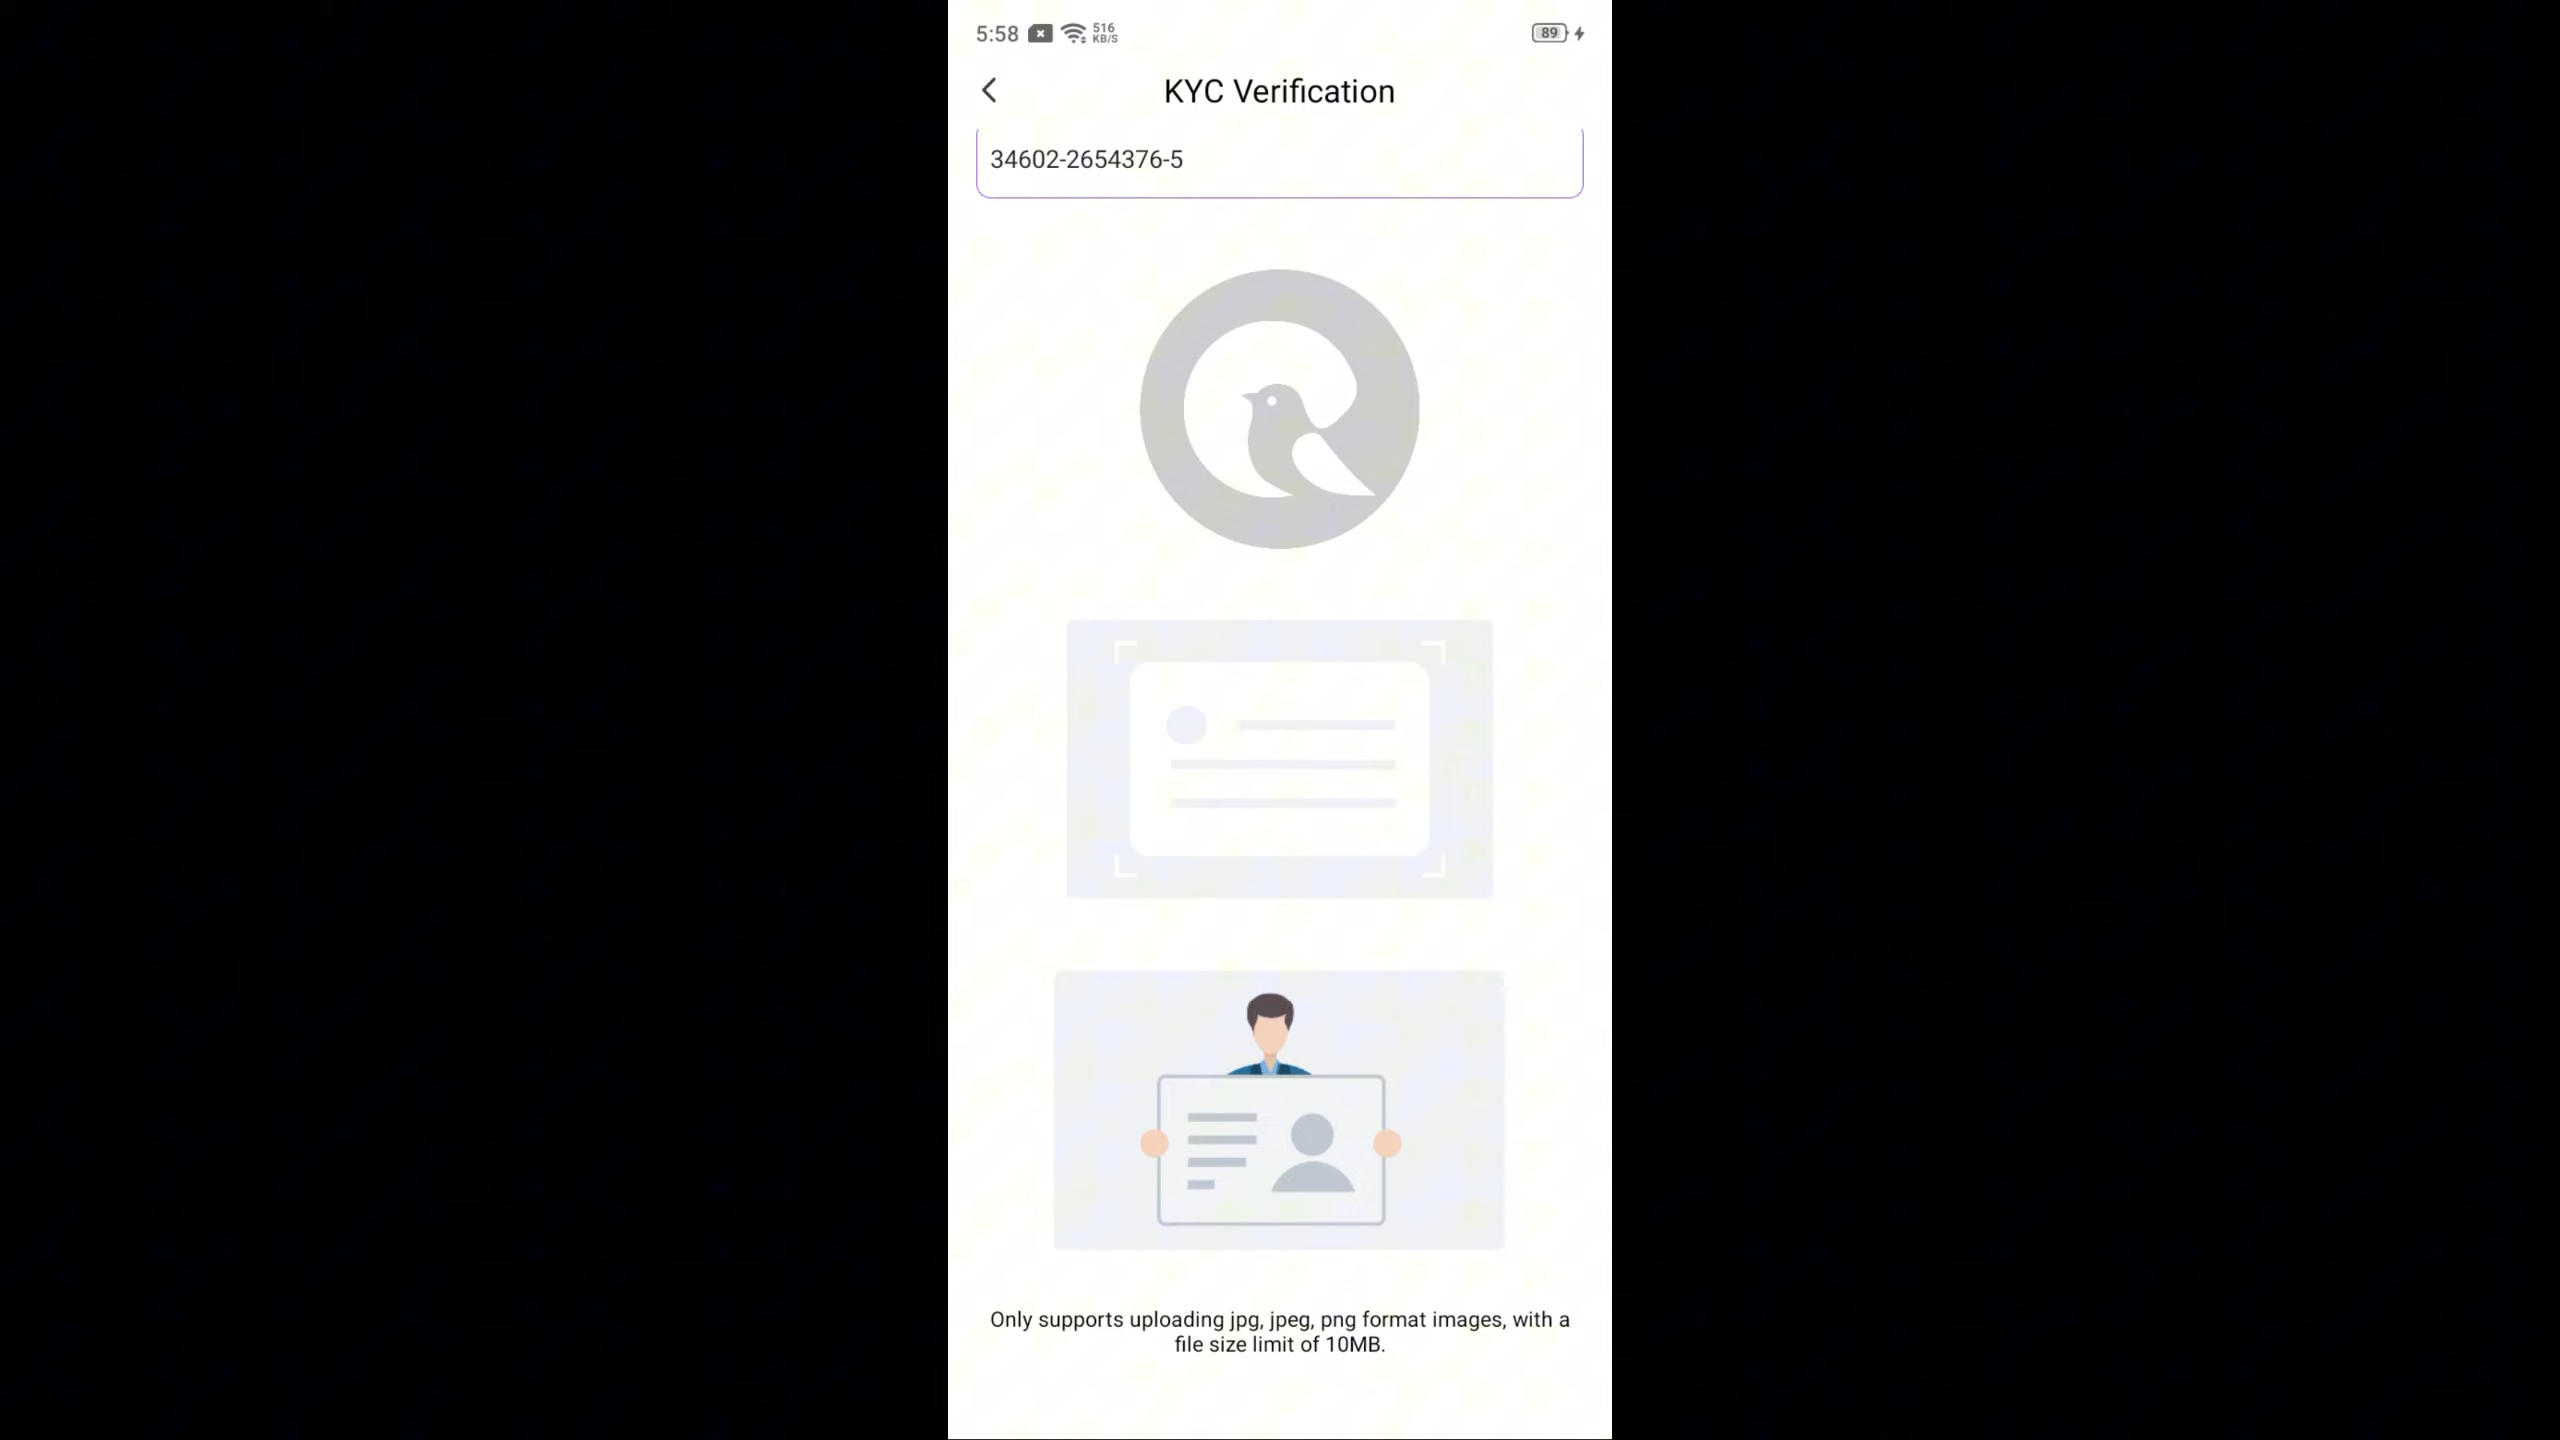 5:58 516 KB/S 89
KYC Verification
34602-2654376-5
Only supports uploading jpg, jpeg, png format images, with a
file size limit of 10MB.